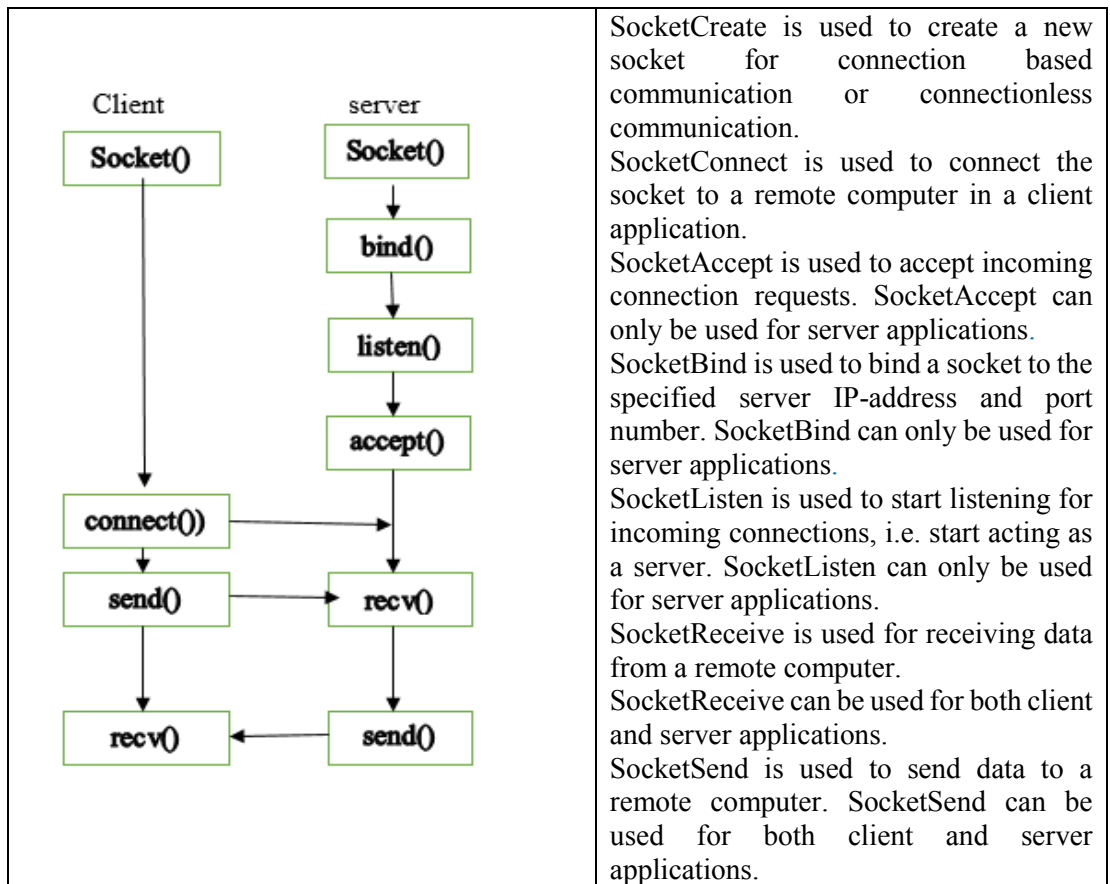 Client server
Socket() Socket()
bind()
listen()
accept()
connect())
send() recv()
recv() send()
SocketCreate is used to create a new
socket for connection based
communication or connectionless
communication.
SocketConnect is used to connect the
socket to a remote computer in a client
application.
SocketAccept is used to accept incoming
connection requests. SocketAccept can
only be used for server applications.
SocketBind is used to bind a socket to the
specified server IP-address and port
number. SocketBind can only be used for
server applications.
SocketListen is used to start listening for
incoming connections, i.e. start acting as
a server. SocketListen can only be used
for server applications.
SocketReceive is used for receiving data
from a remote computer.
SocketReceive can be used for both client
and server applications.
SocketSend is used to send data to a
remote computer. SocketSend can be
used for both client and server
applications.